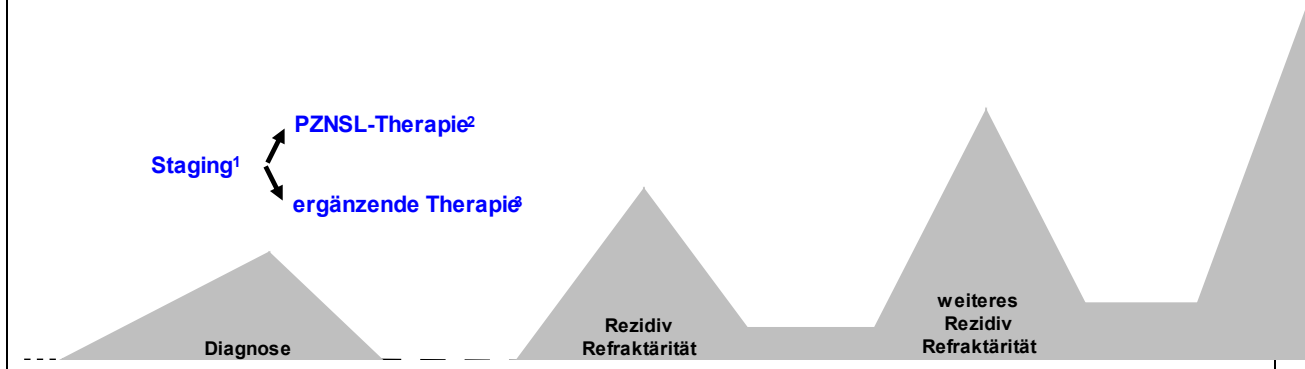 PZNSL-Therapie²
Staging¹
ergänzende Therapie³
Diagnose
Rezidiv
Refraktärität
weiteres
Rezidiv
Refraktärität